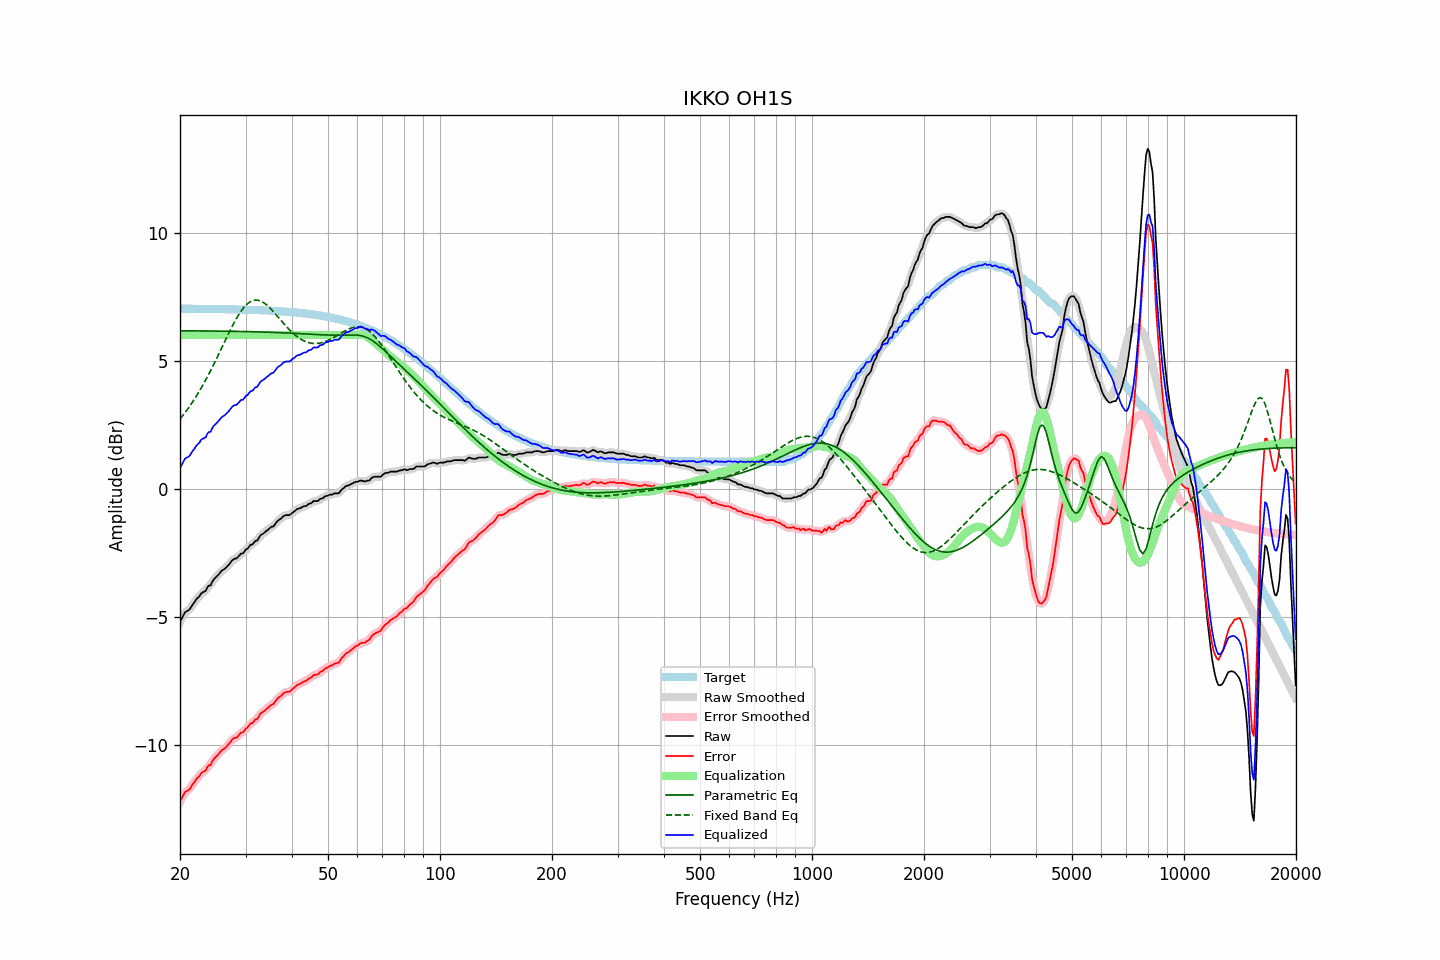 IKKO OH1S
Amplitude (dBr)
10
5
0
−5
−10
20
50
100
200
500
1000
2000
5000
10000
20000
Frequency (Hz)
Target
Raw Smoothed
Error Smoothed
Raw
Error
Equalization
Parametric Eq
Fixed Band Eq
Equalized